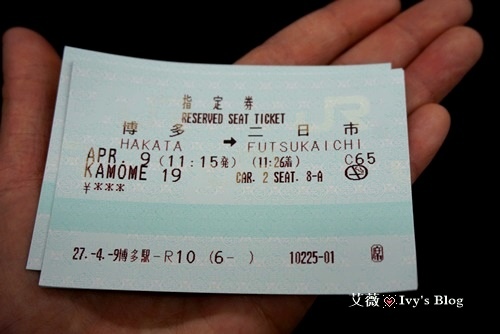 指定券
RESERVED SEAT TICKET
博多 → 二日市
HAKATA FUTSUKAICHI
APR. 9 (11:15発) (11:26着) C65
KAMOME 19 CAR. 2 SEAT. 8-A
¥***
27.-4.-9博多駅-R10 (6- ) 10225-01
艾薇 Ivy's Blog